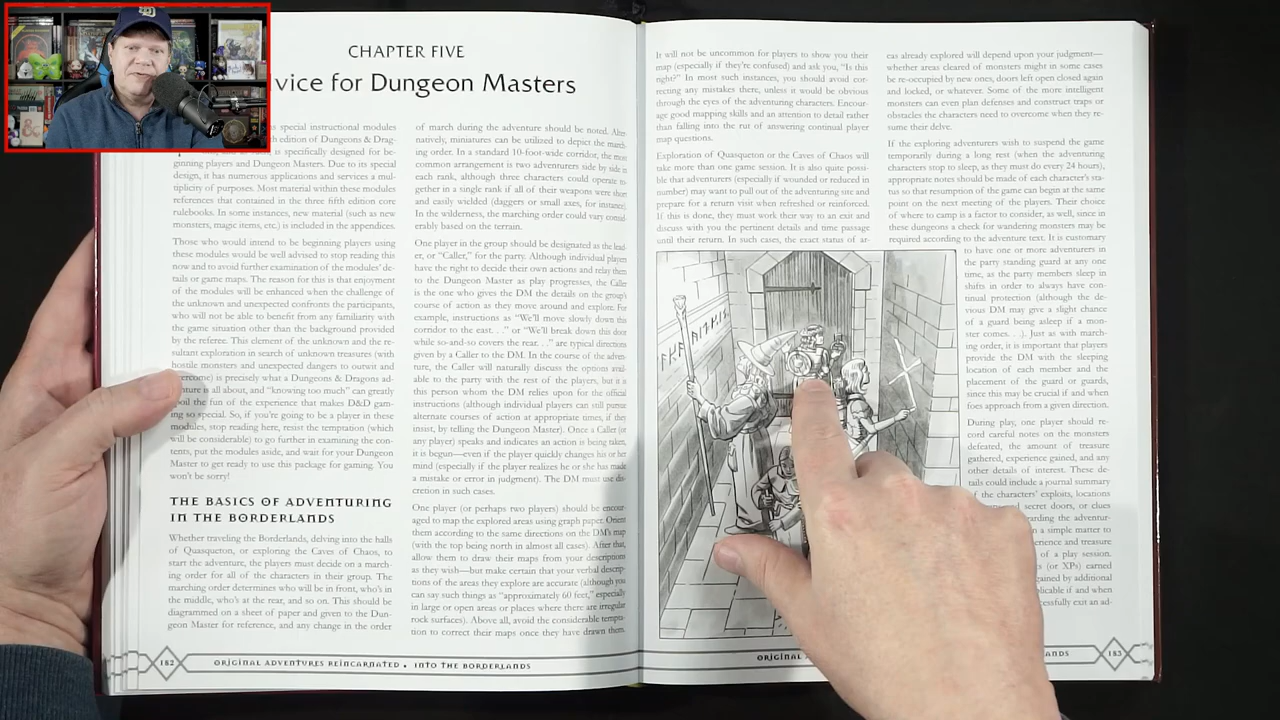 CHAPTER FIVE
vice for Dungeon Masters
s special instructional modules
th edition of Dungeons & Drag-
, is specifically designed for be-
ginning players and Dungeon Masters. Due to its special
design, it has numerous applications and services a mul-
tiplicity of purposes. Most material within these modules
references that contained in the three fifth edition core
rulebooks. In some instances, new material (such as new
monsters, magic items, etc.) is included in the appendices.
Those who would intend to be beginning players using
these modules would be well advised to stop reading this
now and to avoid further examination of the modules' de-
tails or game maps. The reason for this is that enjoyment
of the modules will be enhanced when the challenge of
the unknown and unexpected confronts the participants,
who will not be able to benefit from any familiarity with
the game situation other than the background provided
by the referee. This element of the unknown and the re-
sultant exploration in search of unknown treasures (with
hostile monsters and unexpected dangers to outwit and
ercome) is precisely what a Dungeons & Dragons ad-
ture is all about, and "knowing too much" can greatly
oil the fun of the experience that makes D&D gam-
ing so special. So, if you're going to be a player in these
modules, stop reading here, resist the temptation (which
will be considerable) to go further in examining the con-
tents, put the modules aside, and wait for your Dungeon
Master to get ready to use this package for gaming. You
won't be sorry!
THE BASICS OF ADVENTURING
IN THE BORDERLANDS
Whether traveling the Borderlands, delving into the halls
of Quasqueton, or exploring the Caves of Chaos, to
start the adventure, the players must decide on a march-
ing order for all of the characters in their group. The
marching order determines who will be in front, who's in
the middle, who's at the rear, and so on. This should be
diagrammed on a sheet of paper and given to the Dun-
geon Master for reference, and any change in the order
of march during the adventure should be noted. Alter-
natively, miniatures can be utilized to depict the march-
ing order. In a standard 10-foot-wide corridor, the most
common arrangement is two adventurers side by side in
each rank, although three characters could operate to-
gether in a single rank if all of their weapons were short
and easily wielded (daggers or small axes, for instance).
In the wilderness, the marching order could vary consid-
erably based on the terrain.
One player in the group should be designated as the lead-
er, or "Caller," for the party. Although individual players
have the right to decide their own actions and relay them
to the Dungeon Master as play progresses, the Caller
is the one who gives the DM the details on the group's
course of action as they move around and explore. For
example, instructions as "We'll move slowly down this
corridor to the east. . ." or "We'll break down this door
while so-and-so covers the rear. . ." are typical directions
given by a Caller to the DM. In the course of the adven-
ture, the Caller will naturally discuss the options avail-
able to the party with the rest of the players, but it is
this person whom the DM relies upon for the official
instructions (although individual players can still pursue
alternate courses of action at appropriate times, if they
insist, by telling the Dungeon Master). Once a Caller (or
any player) speaks and indicates an action is being taken,
it is begun—even if the player quickly changes his or her
mind (especially if the player realizes he or she has made
a mistake or error in judgment). The DM must use dis-
cretion in such cases.
One player (or perhaps two players) should be encour-
aged to map the explored areas using graph paper. Orient
them according to the same directions on the DM's map
(with the top being north in almost all cases). After that,
allow them to draw their maps from your descriptions
as they wish—but make certain that your verbal descrip-
tions of the areas they explore are accurate (although you
can say such things as "approximately 60 feet," especially
in large or open areas or places where there are irregular
rock surfaces). Above all, avoid the considerable tempta-
tion to correct their maps once they have drawn them.
182 ORIGINAL ADVENTURES REINCARNATED • INTO THE BORDERLANDS
It will not be uncommon for players to show you their
map (especially if they're confused) and ask you, "Is this
right?" In most such instances, you should avoid cor-
recting any mistakes there, unless it would be obvious
through the eyes of the adventuring characters. Encour-
age good mapping skills and an attention to detail rather
than falling into the rut of answering continual player
map questions.
Exploration of Quasqueton or the Caves of Chaos will
take more than one game session. It is also quite possi-
ble that adventurers (especially if wounded or reduced in
number) may want to pull out of the adventuring site and
prepare for a return visit when refreshed or reinforced.
If this is done, they must work their way to an exit and
discuss with you the pertinent details and time passage
until their return. In such cases, the exact status of ar-
eas already explored will depend upon your judgment—
whether areas cleared of monsters might in some cases
be re-occupied by new ones, doors left open closed again
and locked, or whatever. Some of the more intelligent
monsters can even plan defenses and construct traps or
obstacles the characters need to overcome when they re-
sume their delve.
If the exploring adventurers wish to suspend the game
temporarily during a long rest (when the adventuring
characters stop to sleep, as they must do every 24 hours),
appropriate notes should be made of each character's sta-
tus so that resumption of the game can begin at the same
point on the next meeting of the players. Their choice
of where to camp is a factor to consider, as well, since in
these dungeons a check for wandering monsters may be
required according to the adventure text. It is customary
to have one or more adventurers in
the party standing guard at any one
time, as the party members sleep in
shifts in order to always have con-
tinual protection (although the de-
vious DM may give a slight chance
of a guard being asleep if a mon-
ster comes. . .). Just as with march-
ing order, it is important that players
provide the DM with the sleeping
location of each member and the
placement of the guard or guards,
since this may be crucial if and when
foes approach from a given direction.
During play, one player should re-
cord careful notes on the monsters
defeated, the amount of treasure
gathered, experience gained, and any
other details of interest. These de-
tails could include a journal summary
f the characters' exploits, locations
secret doors, or clues
arding the adventur-
n a simple matter to
erience and treasure
of a play session.
s (or XPs) earned
gained by additional
plicable if and when
cessfully exit an ad-
ORIGINAL A
NDS 183